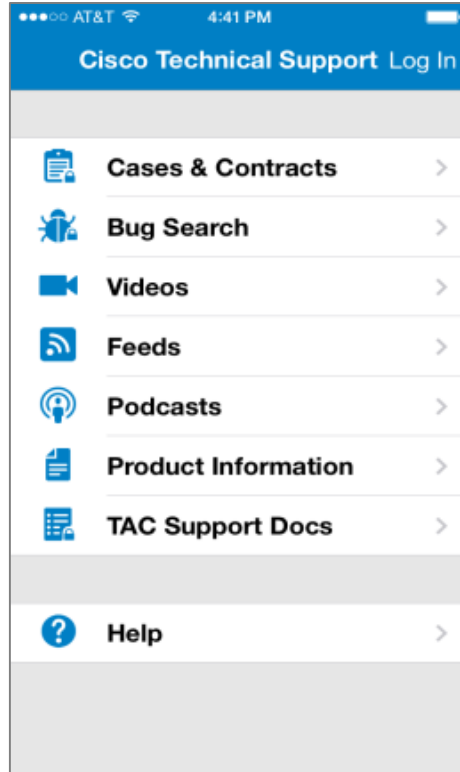 AT&T 4:41 PM
Cisco Technical Support Log In
Cases & Contracts
Bug Search
Videos
Feeds
Podcasts
Product Information
TAC Support Docs
? Help